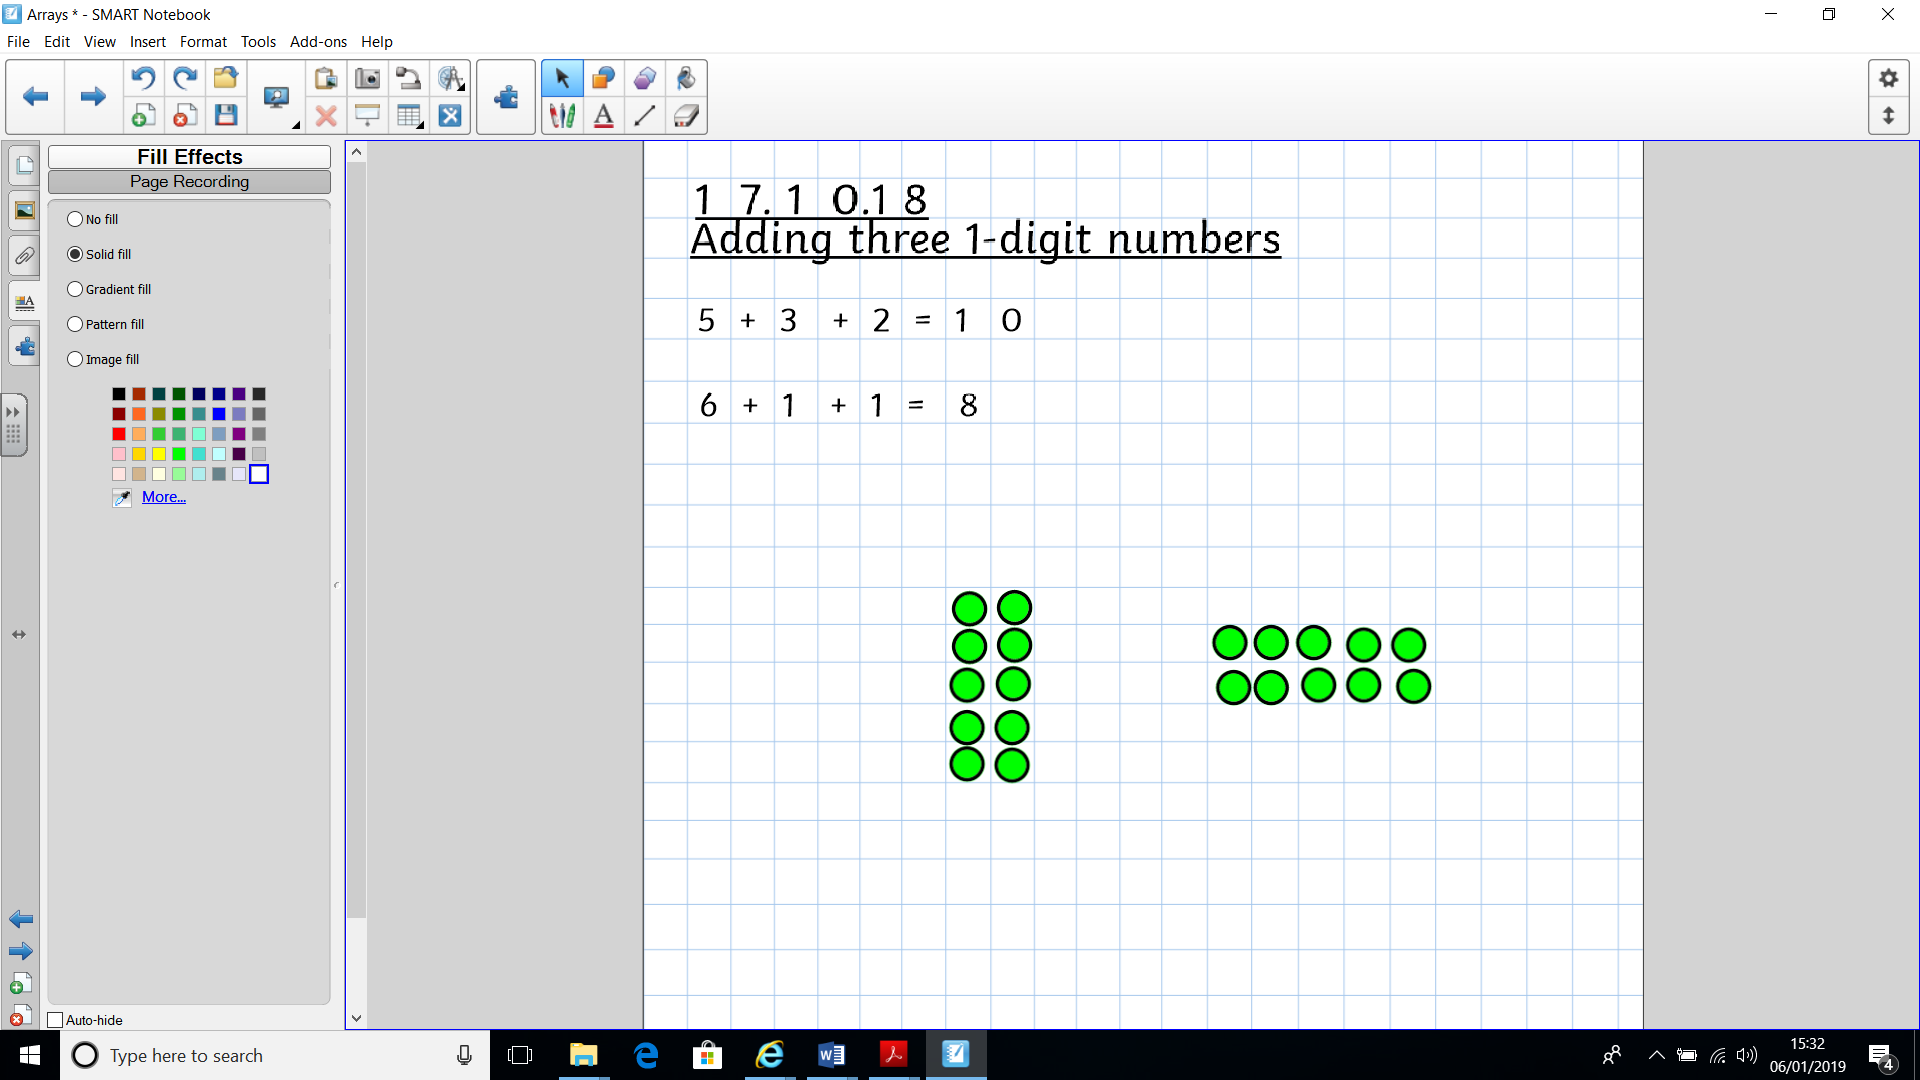 Arrays * - SMART Notebook
File Edit View Insert Format Tools Add-ons Help
Fill Effects
Page Recording
No fill
Solid fill
Gradient fill
Pattern fill
Image fill
More...
Auto-hide
1 7. 1 0.1 8
Adding three 1-digit numbers
5 + 3 + 2 = 1 0
6 + 1 + 1 = 8
Type here to search
15:32
06/01/2019
4